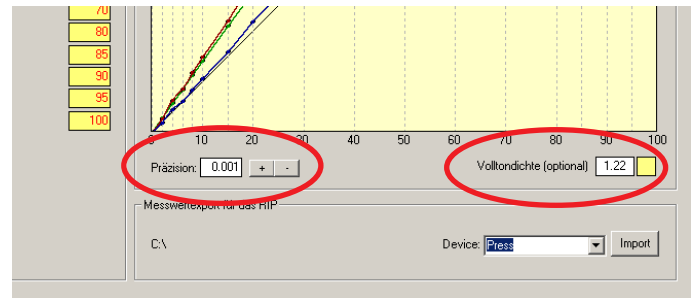 70
80
85
90
95
100
0 10 20 30 40 50 60 70 80 90 100
Präzision: 0.001 + -
Volltondichte (optional) 1.22
Messwertexport für das RIP
C:\
Device: Press Import